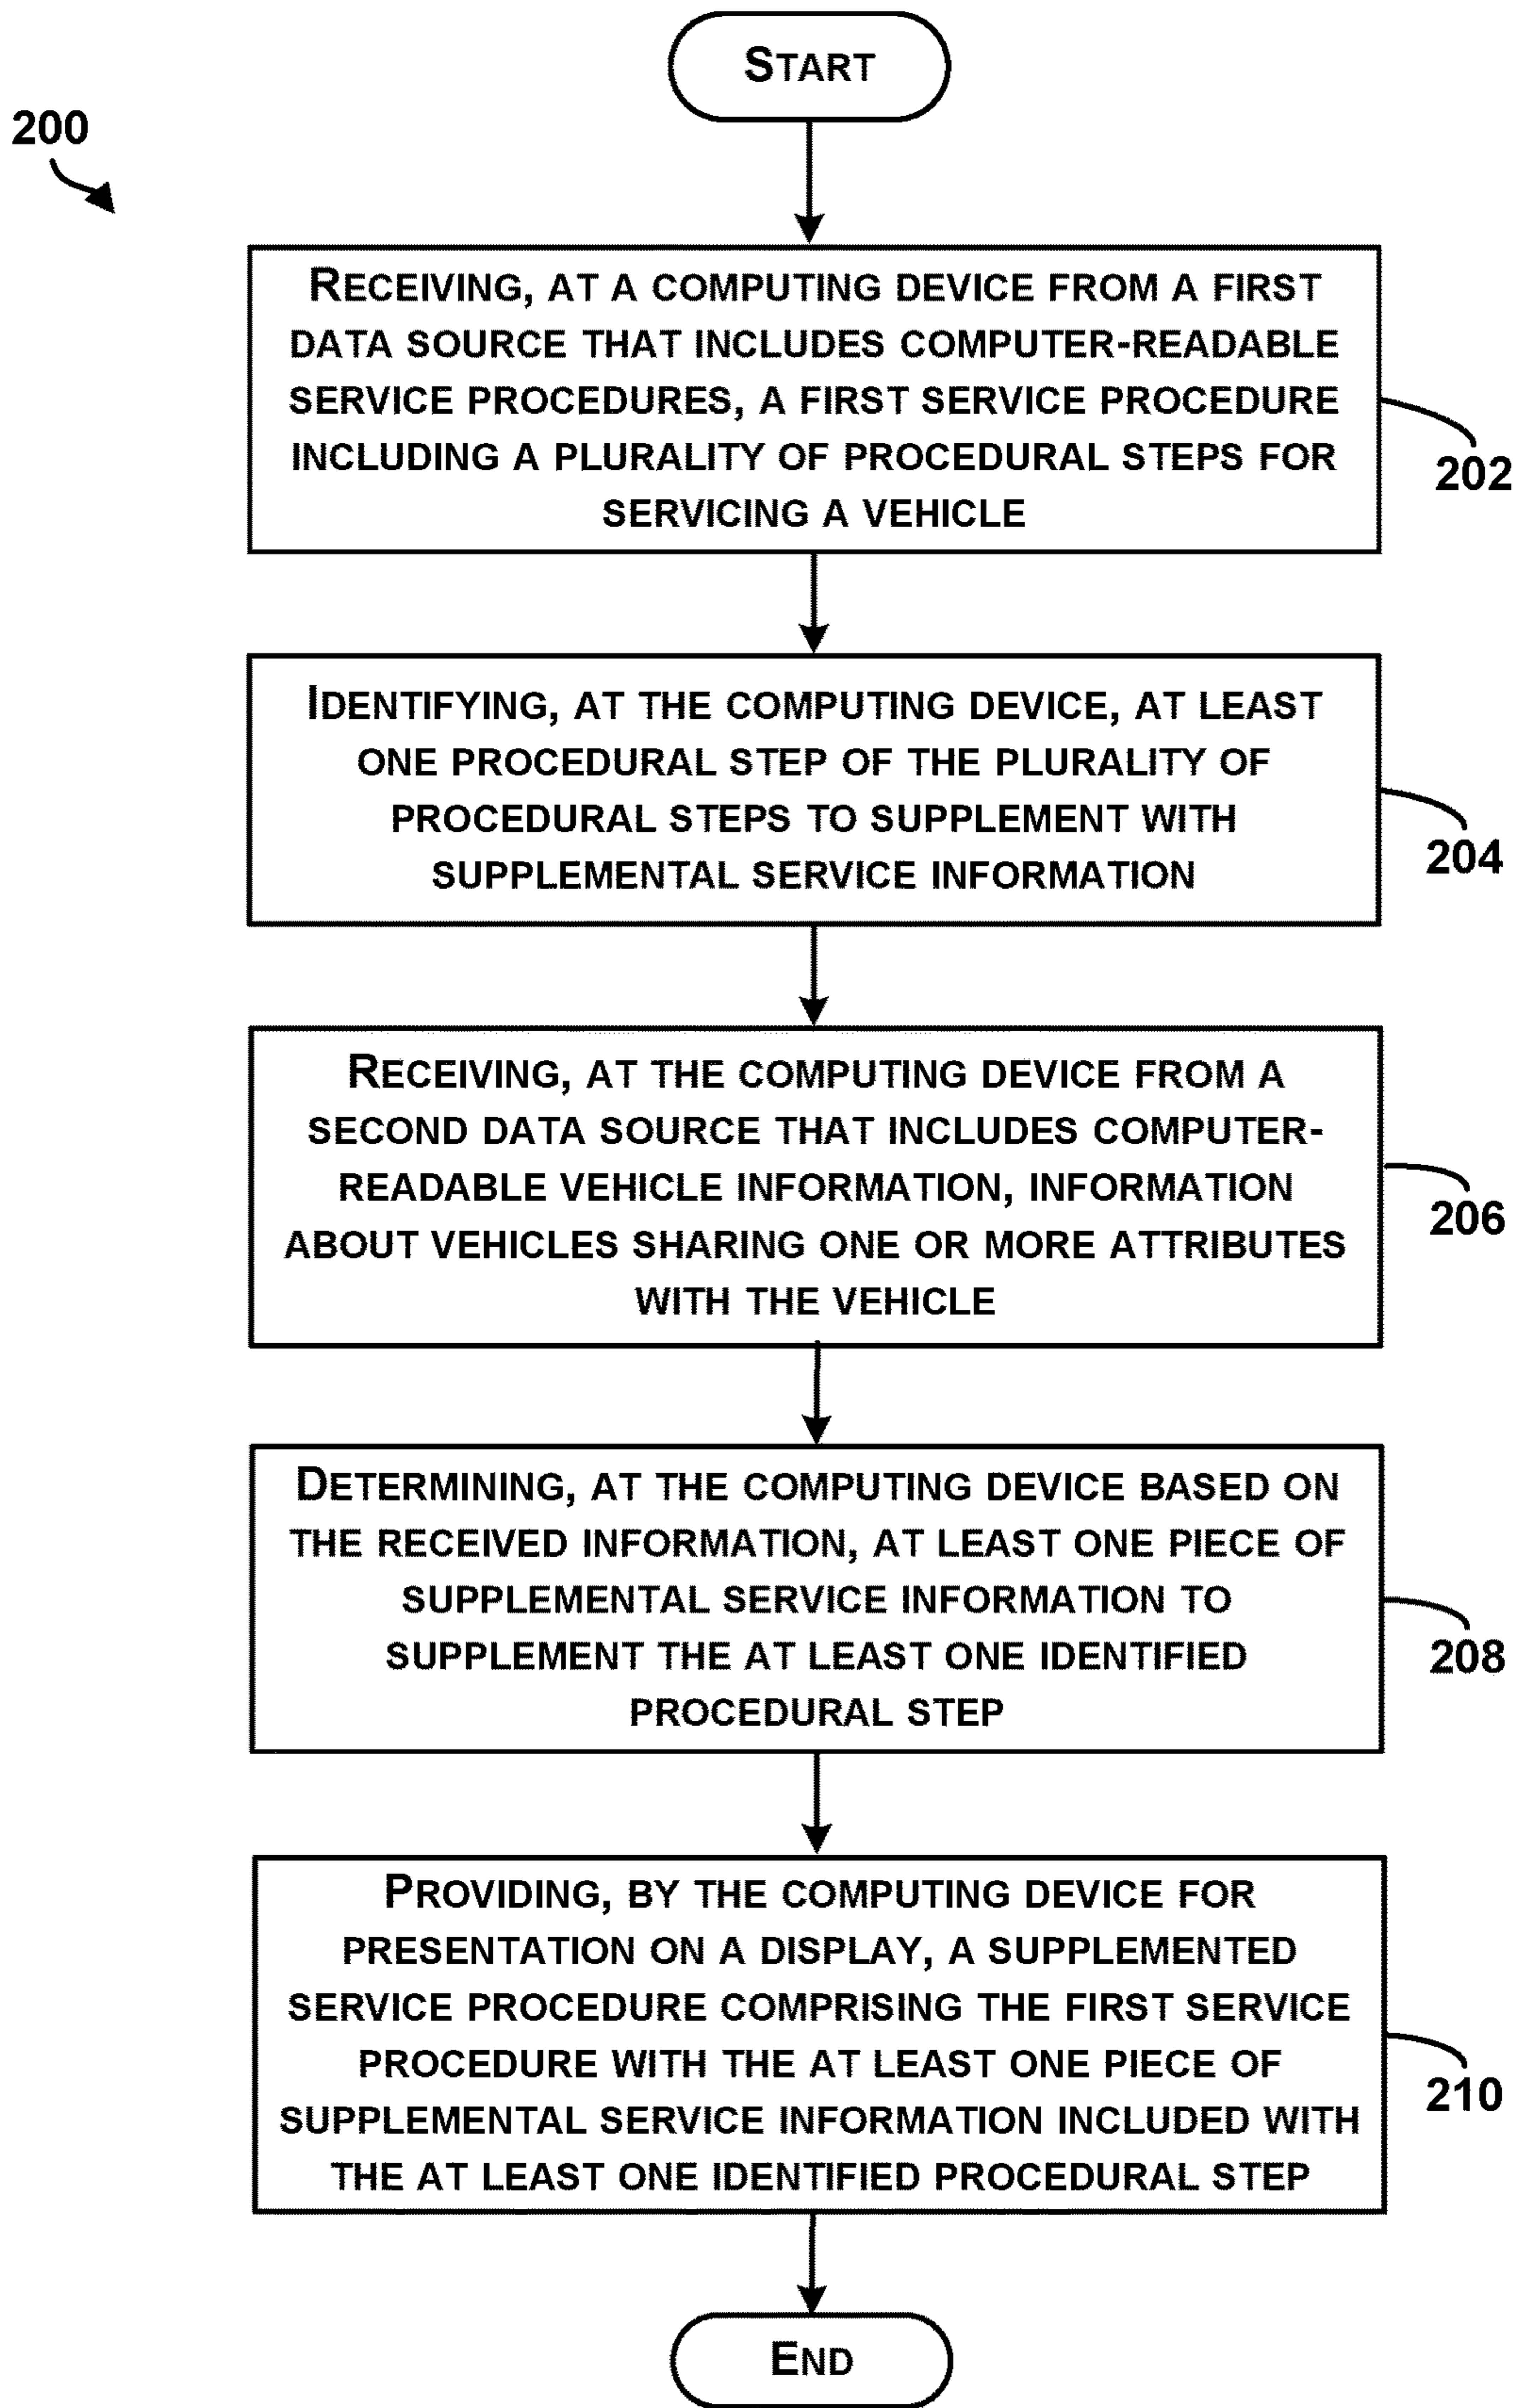 START
200
RECEIVING, AT A COMPUTING DEVICE FROM A FIRST
DATA SOURCE THAT INCLUDES COMPUTER-READABLE
SERVICE PROCEDURES, A FIRST SERVICE PROCEDURE
INCLUDING A PLURALITY OF PROCEDURAL STEPS FOR
SERVICING A VEHICLE
202
IDENTIFYING, AT THE COMPUTING DEVICE, AT LEAST
ONE PROCEDURAL STEP OF THE PLURALITY OF
PROCEDURAL STEPS TO SUPPLEMENT WITH
SUPPLEMENTAL SERVICE INFORMATION
204
RECEIVING, AT THE COMPUTING DEVICE FROM A
SECOND DATA SOURCE THAT INCLUDES COMPUTER-
READABLE VEHICLE INFORMATION, INFORMATION
ABOUT VEHICLES SHARING ONE OR MORE ATTRIBUTES
WITH THE VEHICLE
206
DETERMINING, AT THE COMPUTING DEVICE BASED ON
THE RECEIVED INFORMATION, AT LEAST ONE PIECE OF
SUPPLEMENTAL SERVICE INFORMATION TO
SUPPLEMENT THE AT LEAST ONE IDENTIFIED
PROCEDURAL STEP
208
PROVIDING, BY THE COMPUTING DEVICE FOR
PRESENTATION ON A DISPLAY, A SUPPLEMENTED
SERVICE PROCEDURE COMPRISING THE FIRST SERVICE
PROCEDURE WITH THE AT LEAST ONE PIECE OF
SUPPLEMENTAL SERVICE INFORMATION INCLUDED WITH
THE AT LEAST ONE IDENTIFIED PROCEDURAL STEP
210
END